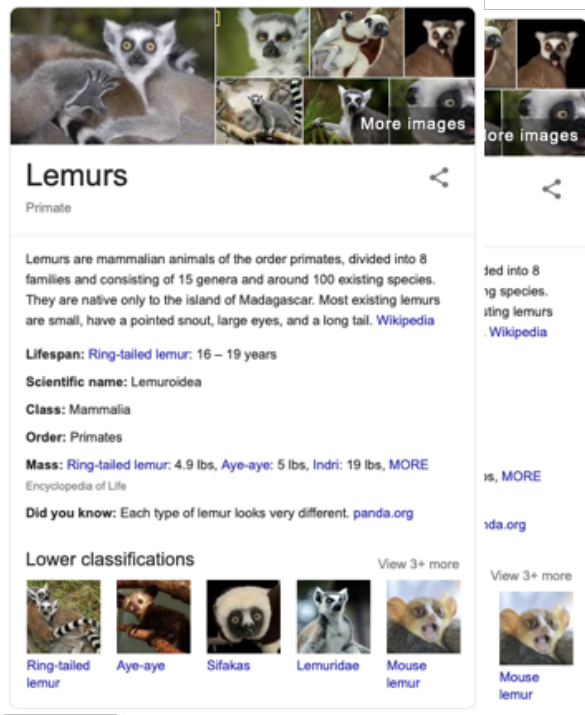 More images
Lemurs
Primate
Lemurs are mammalian animals of the order primates, divided into 8
families and consisting of 15 genera and around 100 existing species.
They are native only to the island of Madagascar. Most existing lemurs
are small, have a pointed snout, large eyes, and a long tail. Wikipedia
Lifespan: Ring-tailed lemur: 16 – 19 years
Scientific name: Lemuroidea
Class: Mammalia
Order: Primates
Mass: Ring-tailed lemur: 4.9 lbs, Aye-aye: 5 lbs, Indri: 19 lbs, MORE
Encyclopedia of Life
Did you know: Each type of lemur looks very different. panda.org
Lower classifications
View 3+ more
Ring-tailed
lemur
Aye-aye
Sifakas
Lemuridae
Mouse
lemur
ore images
ded into 8
ng species.
sting lemurs
. Wikipedia
os, MORE
nda.org
View 3+ more
Mouse
lemur